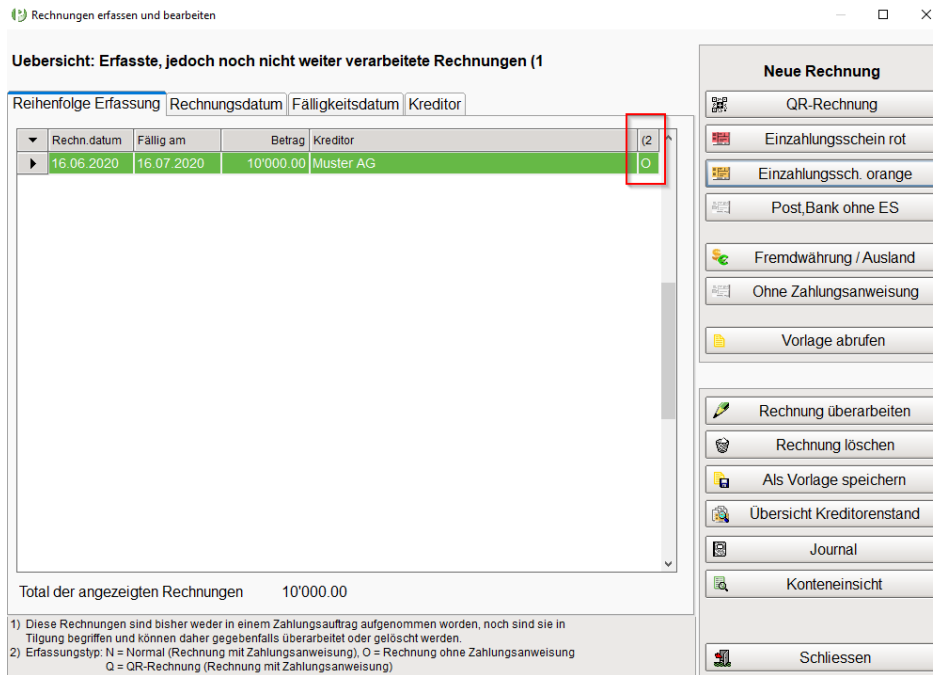 Rechnungen erfassen und bearbeiten
Uebersicht: Erfasste, jedoch noch nicht weiter verarbeitete Rechnungen (1
Reihenfolge Erfassung Rechnungsdatum Fälligkeitsdatum Kreditor
Rechn.datum Fällig am Betrag Kreditor (2
16.06.2020 16.07.2020 10'000.00 Muster AG O
Total der angezeigten Rechnungen 10'000.00
1) Diese Rechnungen sind bisher weder in einem Zahlungsauftrag aufgenommen worden, noch sind sie in
Tilgung begriffen und können daher gegebenfalls überarbeitet oder gelöscht werden.
2) Erfassungstyp: N = Normal (Rechnung mit Zahlungsanweisung), O = Rechnung ohne Zahlungsanweisung
Q = QR-Rechnung (Rechnung mit Zahlungsanweisung)
Neue Rechnung
QR-Rechnung
Einzahlungsschein rot
Einzahlungssch. orange
Post,Bank ohne ES
Fremdwährung / Ausland
Ohne Zahlungsanweisung
Vorlage abrufen
Rechnung überarbeiten
Rechnung löschen
Als Vorlage speichern
Übersicht Kreditorenstand
Journal
Konteneinsicht
Schliessen